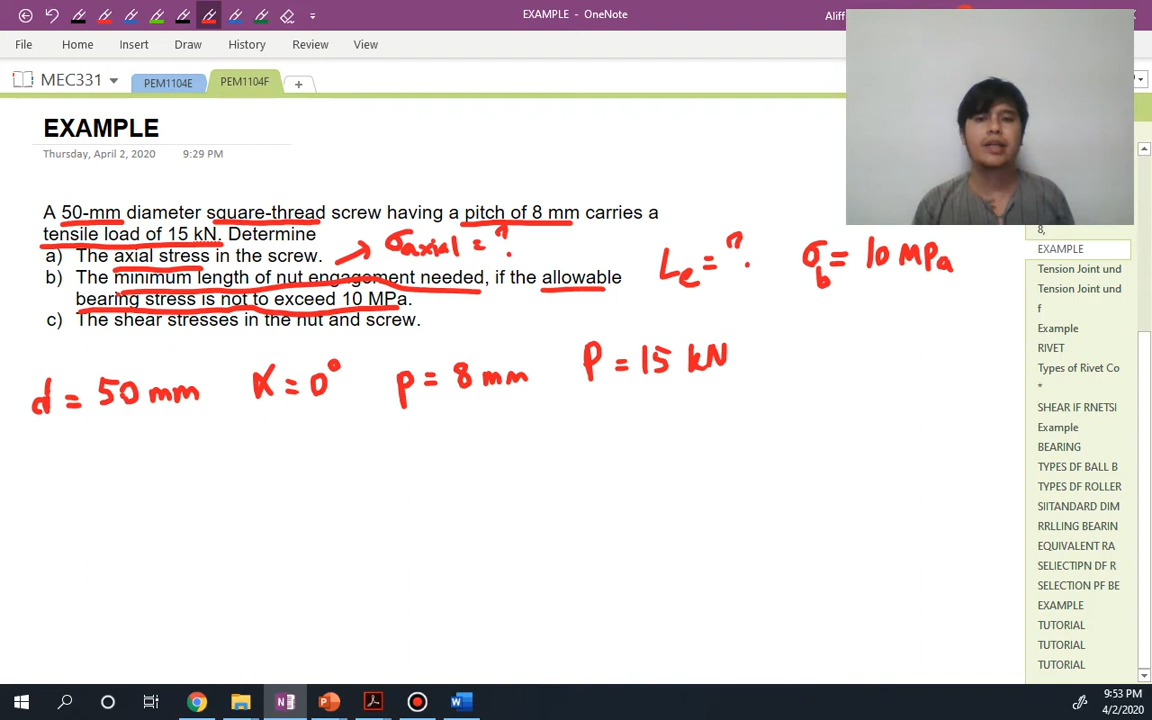 EXAMPLE - OneNote
Aliff
File Home Insert Draw History Review View
MEC331 PEM1104E PEM1104F
EXAMPLE
Thursday, April 2, 2020 9:29 PM
A 50-mm diameter square-thread screw having a pitch of 8 mm carries a
tensile load of 15 kN. Determine
a) The axial stress in the screw.
σaxial = ?
b) The minimum length of nut engagement needed, if the allowable
bearing stress is not to exceed 10 MPa.
c) The shear stresses in the nut and screw.
Le = ?
σb = 10 MPa
d = 50 mm
α = 0°
p = 8 mm
P = 15 kN
8,
EXAMPLE
Tension Joint und
Tension Joint und
f
Example
RIVET
Types of Rivet Co
*
SHEAR IF RNETSI
Example
BEARING
TYPES DF BALL B
TYPES DF ROLLER
SIITANDARD DIM
RRLLING BEARIN
EQUIVALENT RA
SELIECTIPN DF R
SELECTION PF BE
EXAMPLE
TUTORIAL
TUTORIAL
TUTORIAL
9:53 PM
4/2/2020